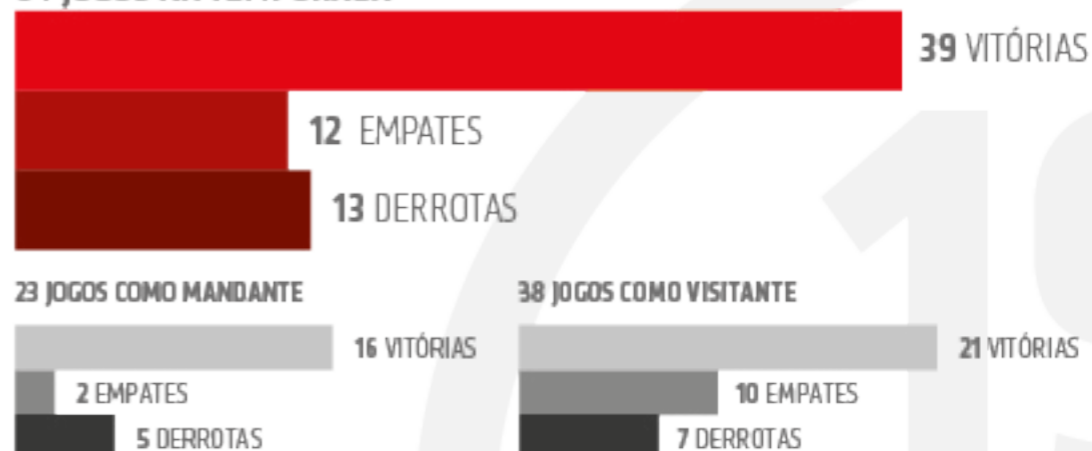 39 VITÓRIAS
12 EMPATES
13 DERROTAS
23 JOGOS COMO MANDANTE
16 VITÓRIAS
2 EMPATES
5 DERROTAS
38 JOGOS COMO VISITANTE
21 VITÓRIAS
10 EMPATES
7 DERROTAS